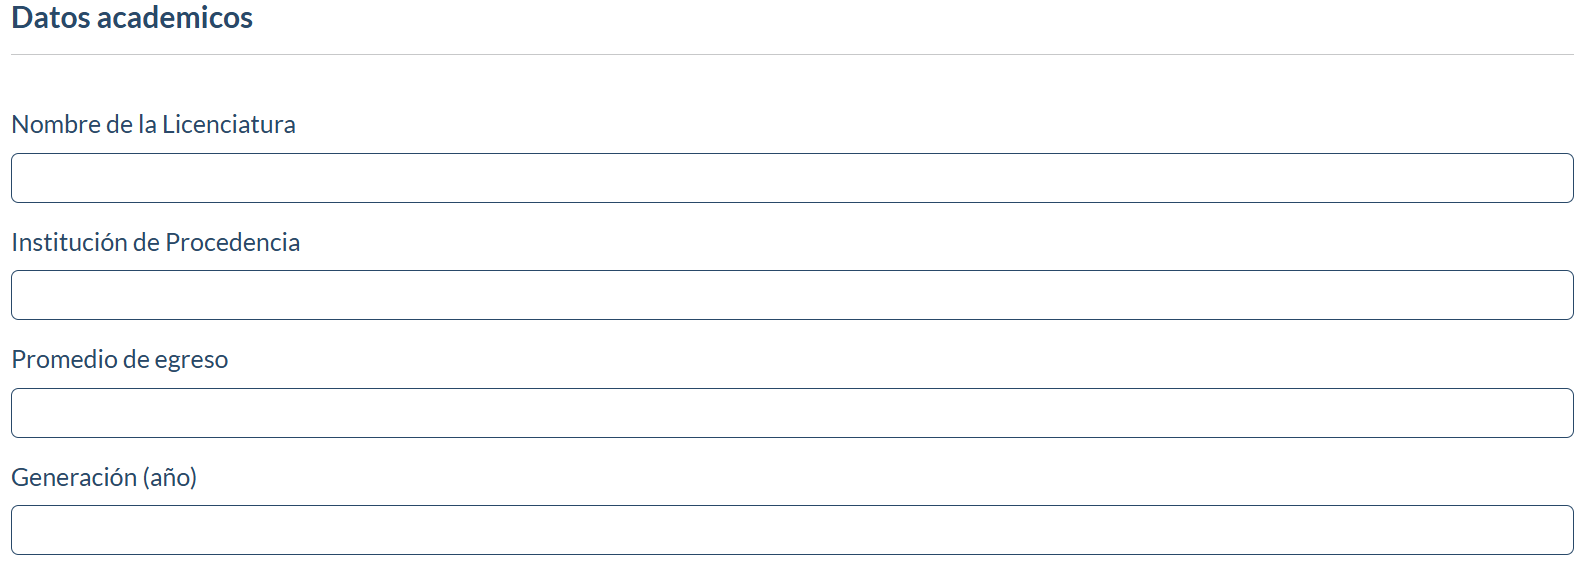 Datos academicos
Nombre de la Licenciatura
Institución de Procedencia
Promedio de egreso
Generación (año)